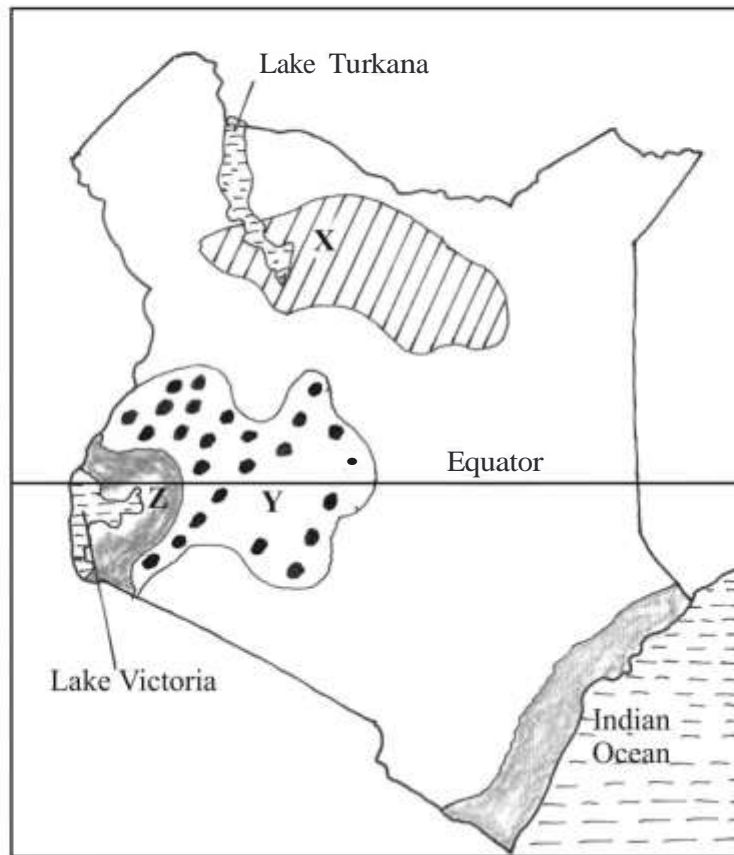 Lake Turkana
X
Equator
Z
Y
Lake Victoria
Indian
Ocean